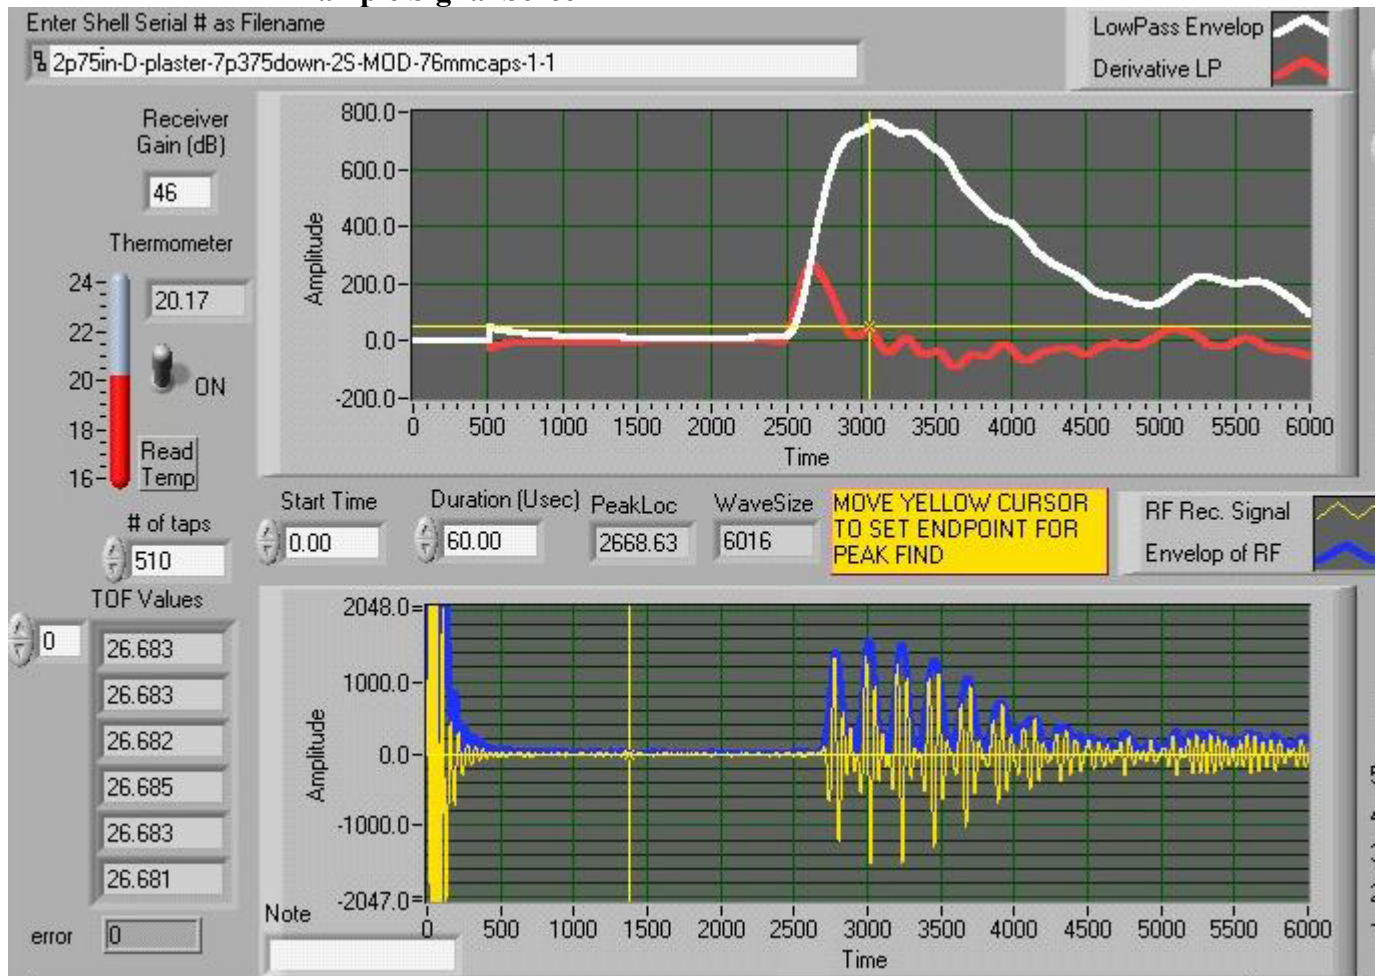 Enter Shell Serial # as Filename
2p75in-D-plaster-7p375down-2S-MOD-76mmcaps-1-1
LowPass Envelop
Derivative LP
Receiver
Gain (dB)
46
Thermometer
24
22
20
18
16
20.17
ON
Read
Temp
# of taps
510
800.0
600.0
400.0
200.0
0.0
-200.0
Amplitude
0 500 1000 1500 2000 2500 3000 3500 4000 4500 5000 5500 6000
Time
Start Time
0.00
Duration (Usec)
60.00
PeakLoc
2668.63
WaveSize
6016
MOVE YELLOW CURSOR
TO SET ENDPOINT FOR
PEAK FIND
RF Rec. Signal
Envelop of RF
TOF Values
0
26.683
26.683
26.682
26.685
26.683
26.681
error
0
2048.0
1000.0
0.0
-1000.0
-2047.0
Amplitude
0 500 1000 1500 2000 2500 3000 3500 4000 4500 5000 5500 6000
Time
Note